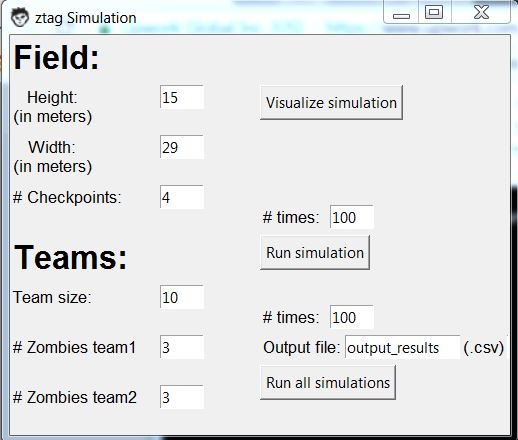 ztag Simulation
Field:
Height:
(in meters)
15
Visualize simulation
Width:
(in meters)
29
# Checkpoints:
4
# times:
100
Run simulation
Teams:
Team size:
10
# times:
100
# Zombies team1
3
Output file:
output_results
(.csv)
Run all simulations
# Zombies team2
3